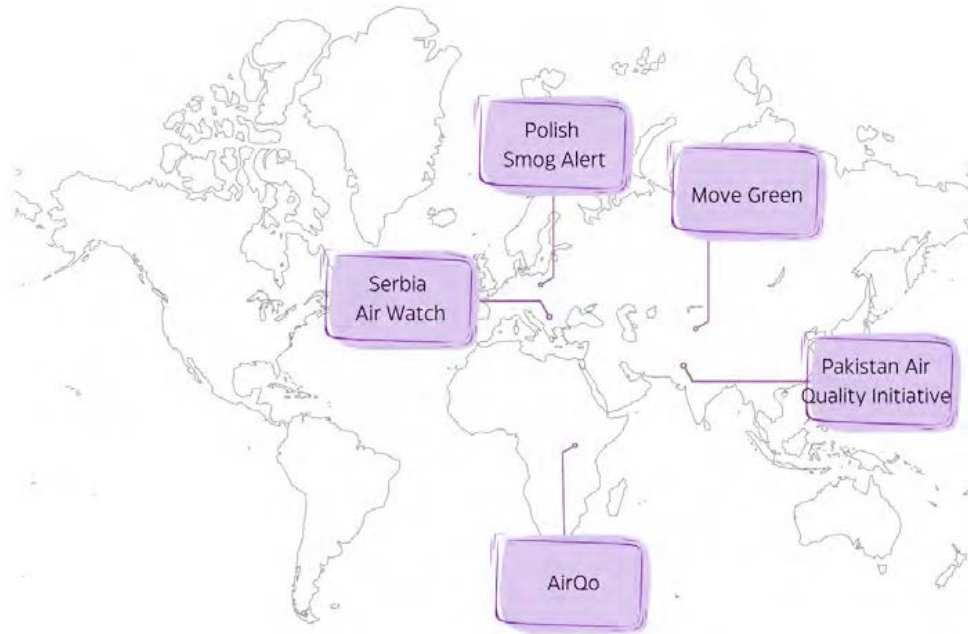 Polish
Smog Alert
Move Green
Serbia
Air Watch
Pakistan Air
Quality Initiative
AirQo